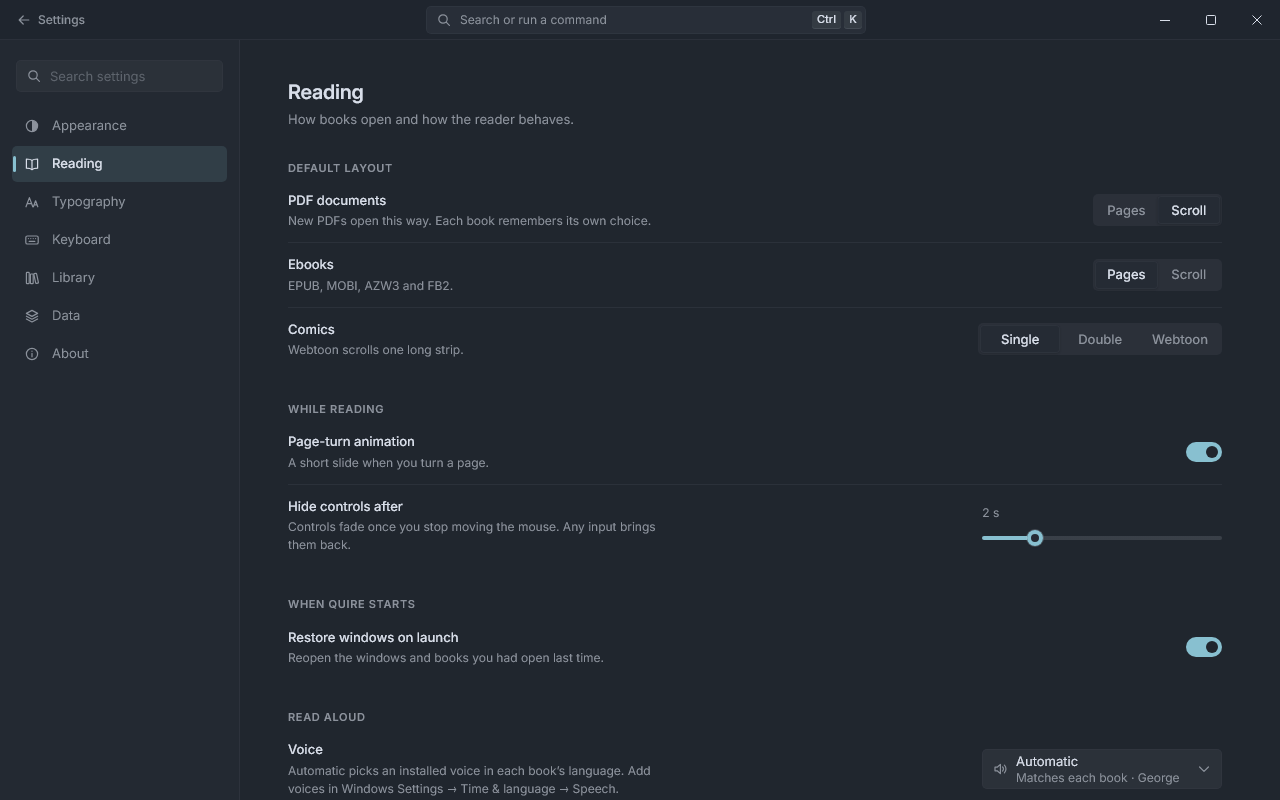 Settings
Search or run a command
Ctrl K
Search settings
Appearance
Reading
Typography
Keyboard
Library
Data
About
Reading
How books open and how the reader behaves.
DEFAULT LAYOUT
PDF documents
New PDFs open this way. Each book remembers its own choice.
Pages Scroll
Ebooks
EPUB, MOBI, AZW3 and FB2.
Pages Scroll
Comics
Webtoon scrolls one long strip.
Single Double Webtoon
WHILE READING
Page-turn animation
A short slide when you turn a page.
Hide controls after
Controls fade once you stop moving the mouse. Any input brings
them back.
2 s
WHEN QUIRE STARTS
Restore windows on launch
Reopen the windows and books you had open last time.
READ ALOUD
Voice
Automatic picks an installed voice in each book’s language. Add
voices in Windows Settings → Time & language → Speech.
Automatic
Matches each book · George